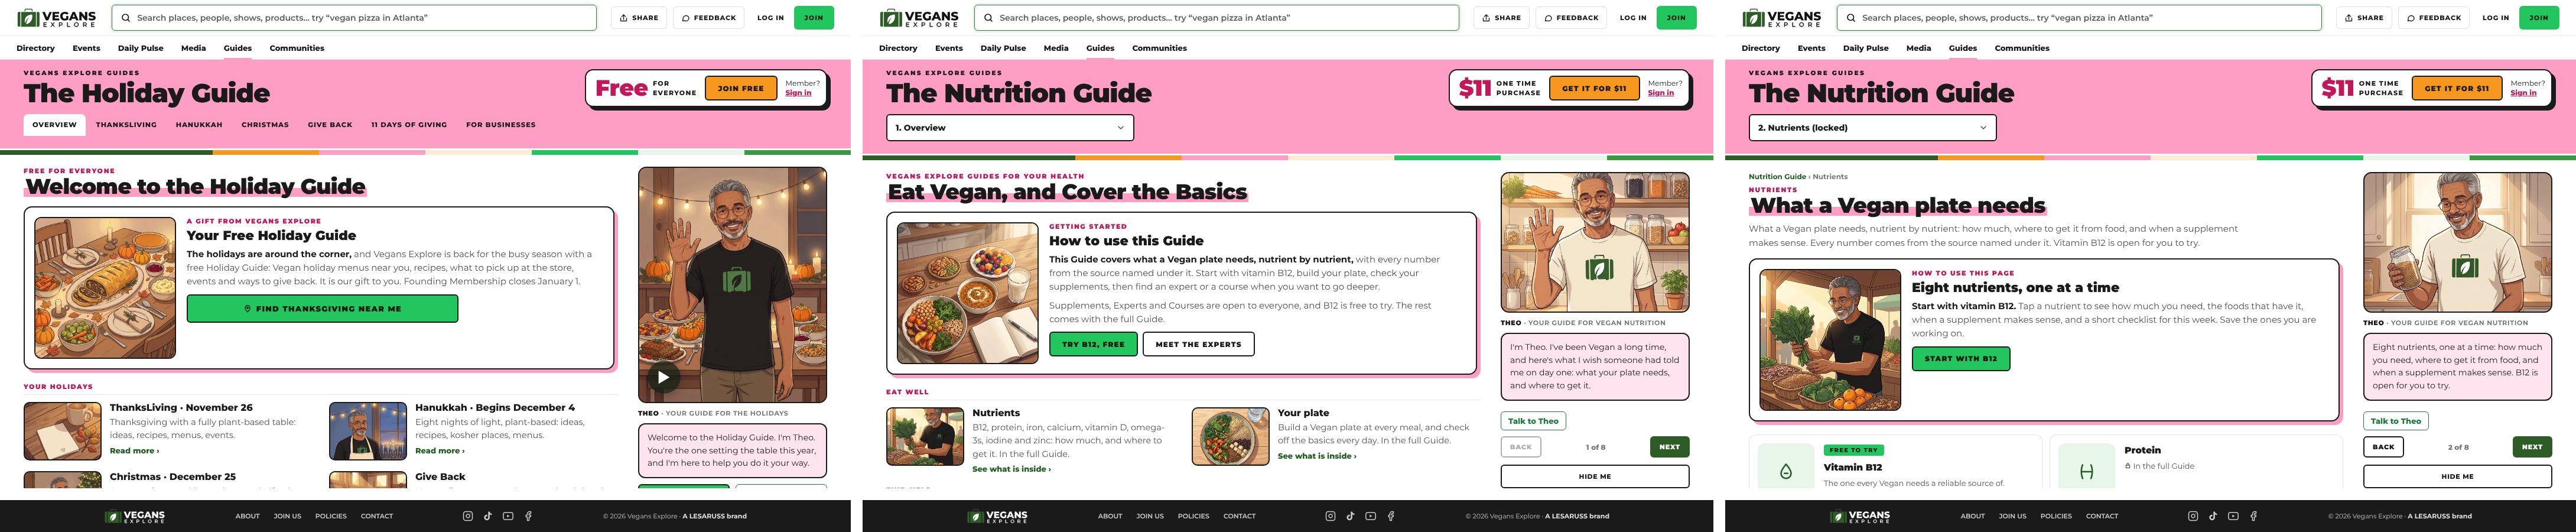 VEGANS EXPLORE
Search places, people, shows, products... try “vegan pizza in Atlanta”
SHARE
FEEDBACK
LOG IN
JOIN
Directory Events Daily Pulse Media Guides Communities
VEGANS EXPLORE GUIDES
The Holiday Guide
Free FOR EVERYONE
JOIN FREE
Member?
Sign in
OVERVIEW THANKSLIVING HANUKKAH CHRISTMAS GIVE BACK 11 DAYS OF GIVING FOR BUSINESSES
FREE FOR EVERYONE
Welcome to the Holiday Guide
A GIFT FROM VEGANS EXPLORE
Your Free Holiday Guide
The holidays are around the corner, and Vegans Explore is back for the busy season with a
free Holiday Guide: Vegan holiday menus near you, recipes, what to pick up at the store,
events and ways to give back. It is our gift to you. Founding Membership closes January 1.
FIND THANKSGIVING NEAR ME
YOUR HOLIDAYS
ThanksLiving · November 26
Thanksgiving with a fully plant-based table:
ideas, recipes, menus, events.
Read more ›
Hanukkah · Begins December 4
Eight nights of light, plant-based: ideas,
recipes, kosher places, menus.
Read more ›
Christmas · December 25
Give Back
THEO · YOUR GUIDE FOR THE HOLIDAYS
Welcome to the Holiday Guide. I'm Theo.
You're the one setting the table this year,
and I'm here to help you do it your way.
VEGANS EXPLORE
ABOUT JOIN US POLICIES CONTACT
© 2026 Vegans Explore · A LESARUSS brand
VEGANS EXPLORE
Search places, people, shows, products... try “vegan pizza in Atlanta”
SHARE
FEEDBACK
LOG IN
JOIN
Directory Events Daily Pulse Media Guides Communities
VEGANS EXPLORE GUIDES
The Nutrition Guide
$11 ONE TIME PURCHASE
GET IT FOR $11
Member?
Sign in
1. Overview
VEGANS EXPLORE GUIDES FOR YOUR HEALTH
Eat Vegan, and Cover the Basics
GETTING STARTED
How to use this Guide
This Guide covers what a Vegan plate needs, nutrient by nutrient, with every number
from the source named under it. Start with vitamin B12, build your plate, check your
supplements, then find an expert or a course when you want to go deeper.
Supplements, Experts and Courses are open to everyone, and B12 is free to try. The rest
comes with the full Guide.
TRY B12, FREE
MEET THE EXPERTS
EAT WELL
Nutrients
B12, protein, iron, calcium, vitamin D, omega-
3s, iodine and zinc: how much, and where to
get it. In the full Guide.
See what is inside ›
Your plate
Build a Vegan plate at every meal, and check
off the basics every day. In the full Guide.
See what is inside ›
THEO · YOUR GUIDE FOR VEGAN NUTRITION
I'm Theo. I've been Vegan a long time,
and here's what I wish someone had told
me on day one: what your plate needs,
and where to get it.
Talk to Theo
BACK
1 of 8
NEXT
HIDE ME
VEGANS EXPLORE
ABOUT JOIN US POLICIES CONTACT
© 2026 Vegans Explore · A LESARUSS brand
VEGANS EXPLORE
Search places, people, shows, products... try “vegan pizza in Atlanta”
SHARE
FEEDBACK
LOG IN
JOIN
Directory Events Daily Pulse Media Guides Communities
VEGANS EXPLORE GUIDES
The Nutrition Guide
$11 ONE TIME PURCHASE
GET IT FOR $11
Member?
Sign in
2. Nutrients (locked)
Nutrition Guide › Nutrients
NUTRIENTS
What a Vegan plate needs
What a Vegan plate needs, nutrient by nutrient: how much, where to get it from food, and when a supplement
makes sense. Every number comes from the source named under it. Vitamin B12 is open for you to try.
HOW TO USE THIS PAGE
Eight nutrients, one at a time
Start with vitamin B12. Tap a nutrient to see how much you need, the foods that have it,
when a supplement makes sense, and a short checklist for this week. Save the ones you are
working on.
START WITH B12
FREE TO TRY
Vitamin B12
The one every Vegan needs a reliable source of.
Protein
In the full Guide
THEO · YOUR GUIDE FOR VEGAN NUTRITION
Eight nutrients, one at a time: how much
you need, where to get it from food, and
when a supplement makes sense. B12 is
open for you to try.
Talk to Theo
BACK
2 of 8
NEXT
HIDE ME
VEGANS EXPLORE
ABOUT JOIN US POLICIES CONTACT
© 2026 Vegans Explore · A LESARUSS brand